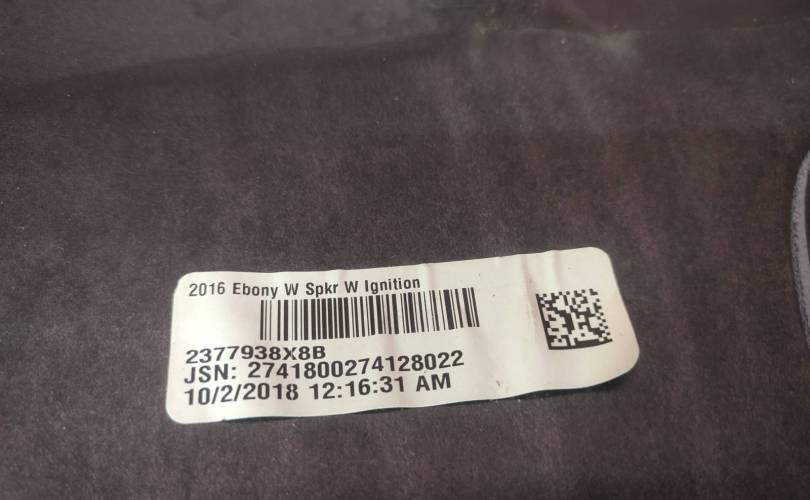 2016 Ebony W Spkr W Ignition
2377938X8B
JSN: 2741800274128022
10/2/2018 12:16:31 AM